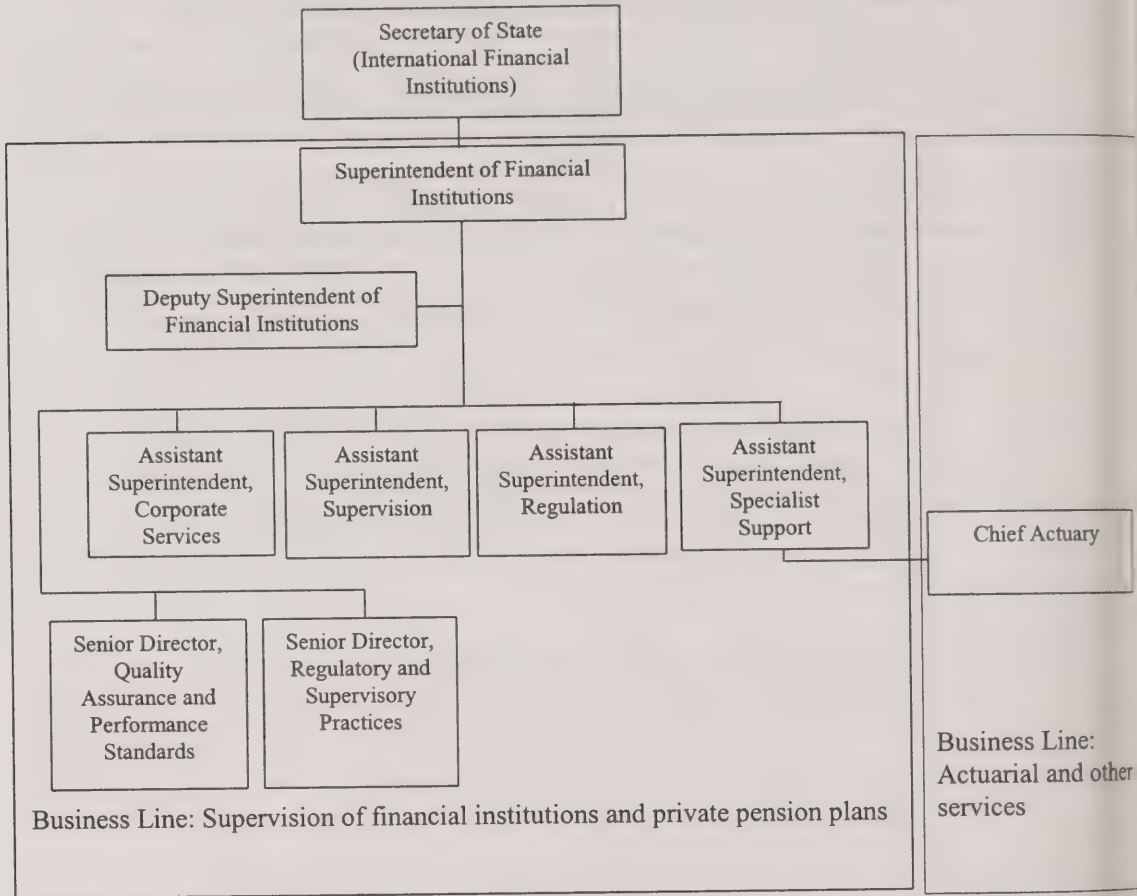 Secretary of State
(International Financial
Institutions)
Superintendent of Financial
Institutions
Deputy Superintendent of
Financial Institutions
Assistant
Superintendent,
Corporate
Services
Assistant
Superintendent,
Supervision
Assistant
Superintendent,
Regulation
Assistant
Superintendent,
Specialist
Support
Chief Actuary
Senior Director,
Quality
Assurance and
Performance
Standards
Senior Director,
Regulatory and
Supervisory
Practices
Business Line: Supervision of financial institutions and private pension plans
Business Line:
Actuarial and other
services